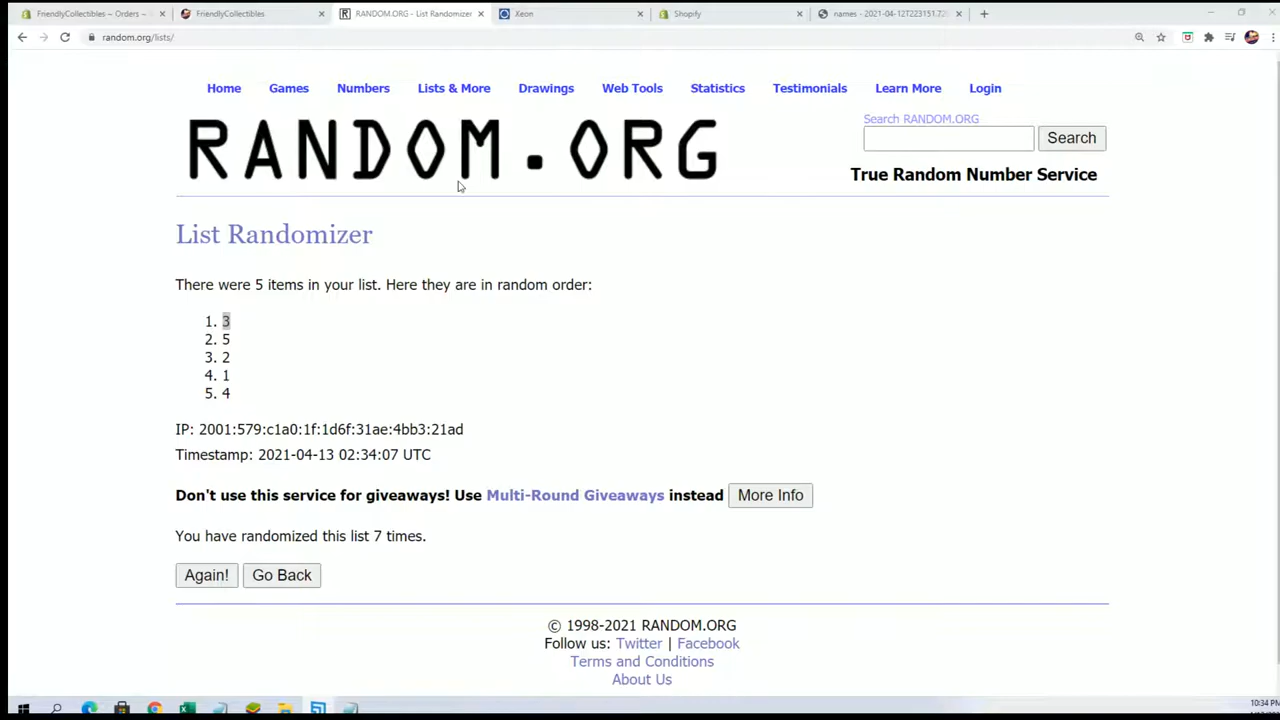 FriendlyCollectibles ~ Orders ~
FriendlyCollectibles
RANDOM.ORG - List Randomizer
Xeon
Shopify
names - 2021-04-12T223151.72
random.org/lists/
Home Games Numbers Lists & More Drawings Web Tools Statistics Testimonials Learn More Login
RANDOM.ORG
Search RANDOM.ORG
Search
True Random Number Service
List Randomizer
There were 5 items in your list. Here they are in random order:
1. 3
2. 5
3. 2
4. 1
5. 4
IP: 2001:579:c1a0:1f:1d6f:31ae:4bb3:21ad
Timestamp: 2021-04-13 02:34:07 UTC
Don't use this service for giveaways! Use Multi-Round Giveaways instead More Info
You have randomized this list 7 times.
Again! Go Back
© 1998-2021 RANDOM.ORG
Follow us: Twitter | Facebook
Terms and Conditions
About Us
10:34 PM